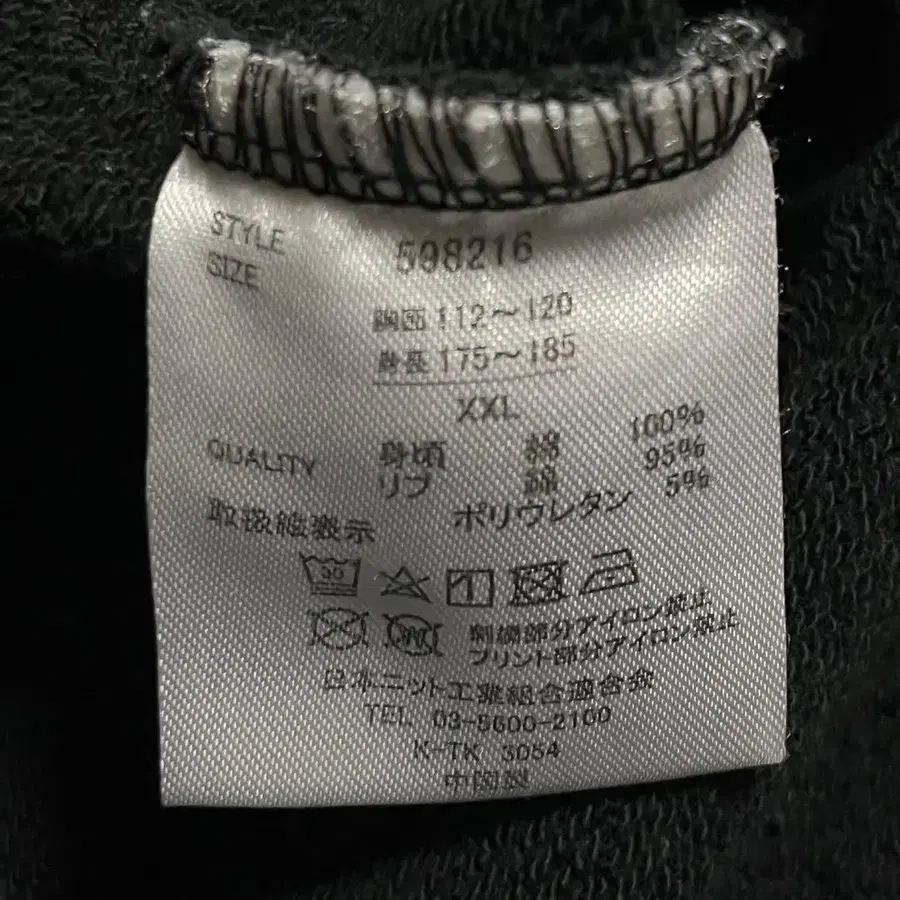 STYLE 598216
SIZE
胸囲 112～120
身長 175～185
XXL
QUALITY 身頃 綿 100%
リブ 綿 95%
ポリウレタン 5%
取扱絵表示
30
刺繍部分アイロン禁止
プリント部分アイロン禁止
日本ニット工業組合連合会
TEL 03-5600-2100
K-TK 3054
中国製